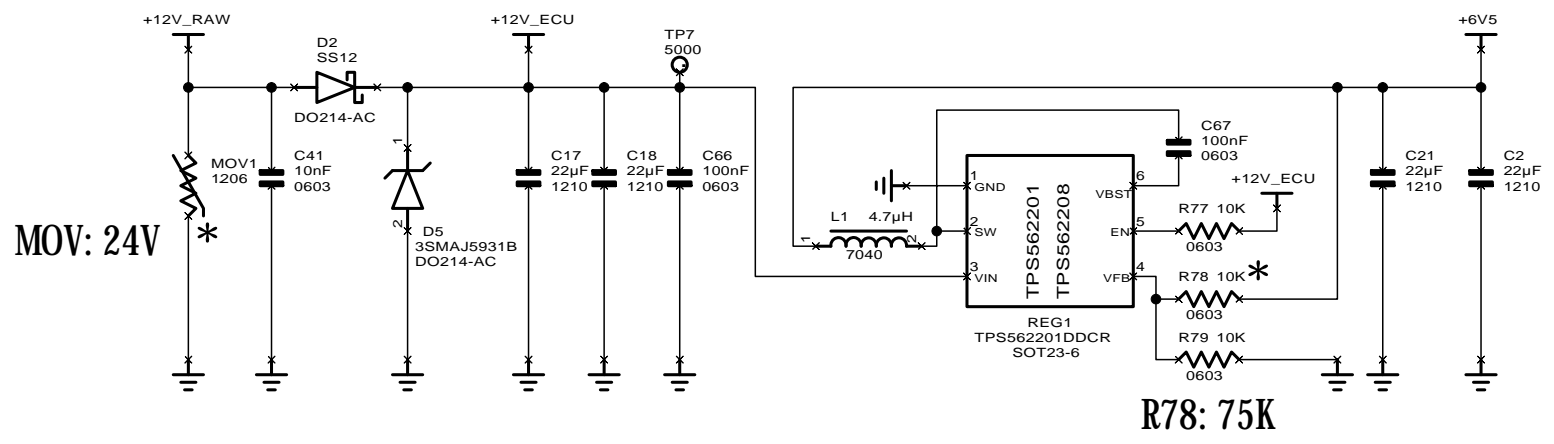 +12V_RAW
+12V_ECU
+6V5
D2
SS12
DO214-AC
TP7
5000
MOV1
1206
*
MOV: 24V
C41
10nF
0603
1
2
D5
3SMAJ5931B
DO214-AC
C17
22µF
1210
C18
22µF
1210
C66
100nF
0603
L1 4.7µH
1
2
7040
C67
100nF
0603
1
GND
2
SW
3
VIN
TPS562201
TPS562208
6
VBST
5
EN
4
VFB
REG1
TPS562201DDCR
SOT23-6
+12V_ECU
R77 10K
0603
R78 10K
*
0603
R79 10K
0603
R78: 75K
C21
22µF
1210
C2
22µF
1210